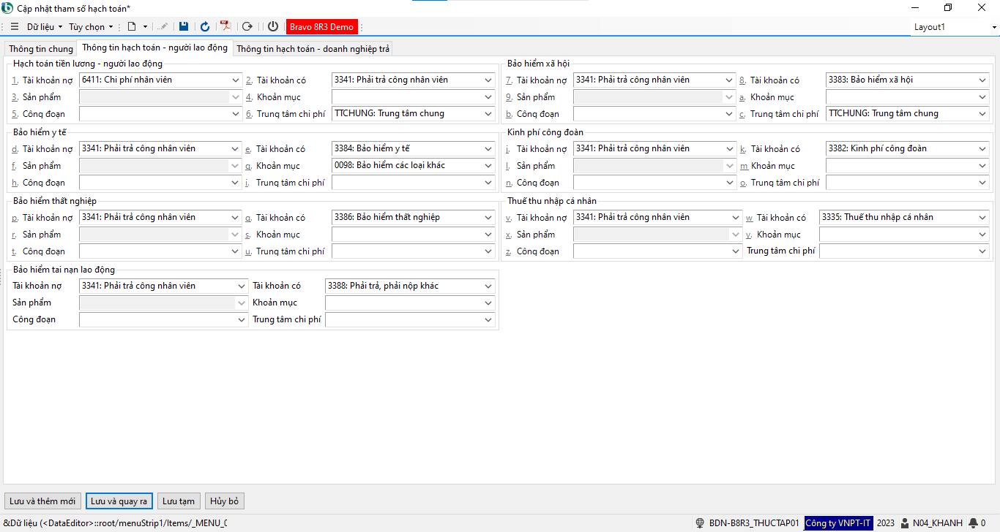 Cập nhật tham số hạch toán*
Dữ liệu Tùy chọn Bravo 8R3 Demo Layout1
Thông tin chung Thông tin hạch toán - người lao động Thông tin hạch toán - doanh nghiệp trả
Hạch toán tiền lương - người lao động
1. Tài khoản nợ 6411: Chi phí nhân viên 2. Tài khoản có 3341: Phải trả công nhân viên
3. Sản phẩm 4. Khoản mục
5. Công đoạn 6. Trung tâm chi phí TTCHUNG: Trung tâm chung
Bảo hiểm xã hội
7. Tài khoản nợ 3341: Phải trả công nhân viên 8. Tài khoản có 3383: Bảo hiểm xã hội
9. Sản phẩm a. Khoản mục
b. Công đoạn c. Trung tâm chi phí TTCHUNG: Trung tâm chung
Bảo hiểm y tế
d. Tài khoản nợ 3341: Phải trả công nhân viên e. Tài khoản có 3384: Bảo hiểm y tế
f. Sản phẩm g. Khoản mục 0098: Bảo hiểm các loại khác
h. Công đoạn i. Trung tâm chi phí
Kinh phí công đoàn
j. Tài khoản nợ 3341: Phải trả công nhân viên k. Tài khoản có 3382: Kinh phí công đoàn
l. Sản phẩm m Khoản mục
n. Công đoạn o. Trung tâm chi phí
Bảo hiểm thất nghiệp
p. Tài khoản nợ 3341: Phải trả công nhân viên q. Tài khoản có 3386: Bảo hiểm thất nghiệp
r. Sản phẩm s. Khoản mục
t. Công đoạn u. Trung tâm chi phí
Thuế thu nhập cá nhân
v. Tài khoản nợ 3341: Phải trả công nhân viên w Tài khoản có 3335: Thuế thu nhập cá nhân
x. Sản phẩm y. Khoản mục
z. Công đoạn Trung tâm chi phí
Bảo hiểm tai nạn lao động
Tài khoản nợ 3341: Phải trả công nhân viên Tài khoản có 3388: Phải trả, phải nộp khác
Sản phẩm Khoản mục
Công đoạn Trung tâm chi phí
Lưu và thêm mới Lưu và quay ra Lưu tạm Hủy bỏ
&Dữ liệu (<DataEditor>::root/menuStrip1/Items/_MENU_0 BDN-B8R3_THUCTAP01 Công ty VNPT-IT 2023 N04_KHANH 0